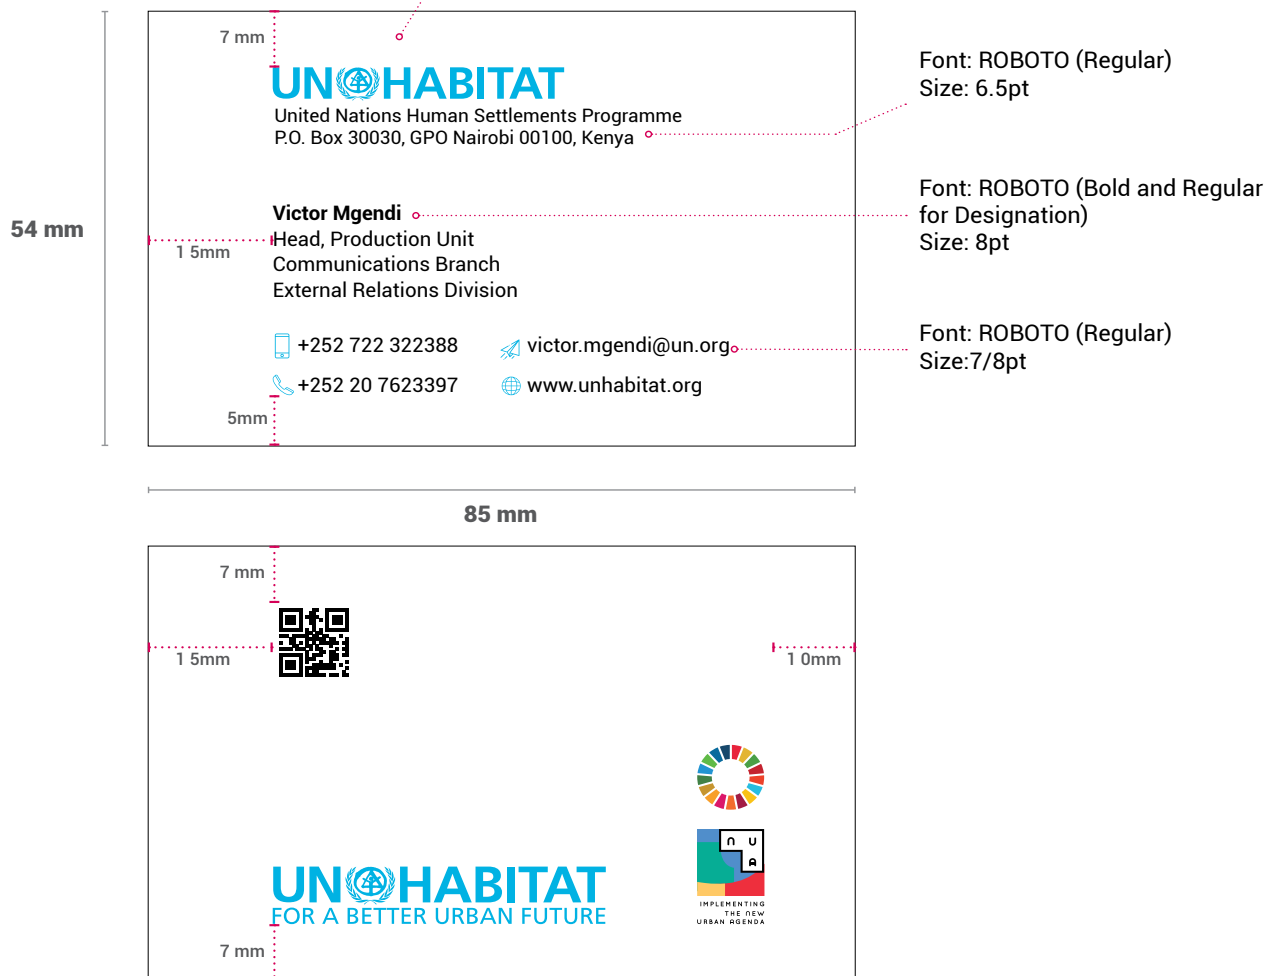 7 mm
UN HABITAT
United Nations Human Settlements Programme
P.O. Box 30030, GPO Nairobi 00100, Kenya
Font: ROBOTO (Regular)
Size: 6.5pt
54 mm
1 5mm
Victor Mgendi
Head, Production Unit
Communications Branch
External Relations Division
Font: ROBOTO (Bold and Regular
for Designation)
Size: 8pt
+252 722 322388
victor.mgendi@un.org
+252 20 7623397
www.unhabitat.org
Font: ROBOTO (Regular)
Size:7/8pt
5mm
85 mm
7 mm
1 5mm
1 0mm
NUA
IMPLEMENTING
THE NEW
URBAN AGENDA
UN HABITAT
FOR A BETTER URBAN FUTURE
7 mm